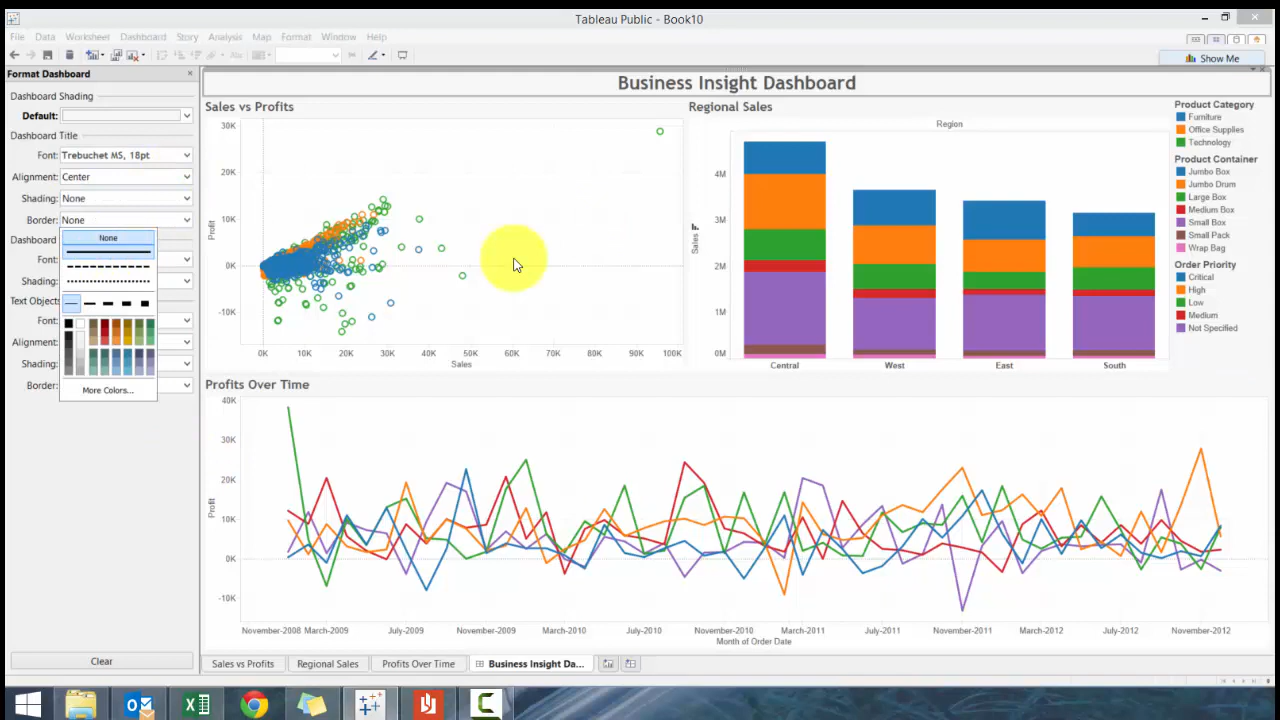 Tableau Public - Book10
File Data Worksheet Dashboard Story Analysis Map Format Window Help
Show Me
Format Dashboard
Dashboard Shading
Default:
Dashboard Title
Font: Trebuchet MS, 18pt
Alignment: Center
Shading: None
Border: None
None
Dashboard
Font:
Shading:
Text Object
Font:
Alignment:
Shading:
Border:
More Colors...
Clear
Business Insight Dashboard
Sales vs Profits
30K
20K
10K
0K
-10K
Profit
0K 10K 20K 30K 40K 50K 60K 70K 80K 90K 100K
Sales
Regional Sales
Region
4M
3M
2M
1M
0M
Sales
Central West East South
Product Category
Furniture
Office Supplies
Technology
Product Container
Jumbo Box
Jumbo Drum
Large Box
Medium Box
Small Box
Small Pack
Wrap Bag
Order Priority
Critical
High
Low
Medium
Not Specified
Profits Over Time
40K
30K
20K
10K
0K
-10K
Profit
November-2008 March-2009 July-2009 November-2009 March-2010 July-2010 November-2010 March-2011 July-2011 November-2011 March-2012 July-2012 November-2012
Month of Order Date
Sales vs Profits Regional Sales Profits Over Time Business Insight Da...